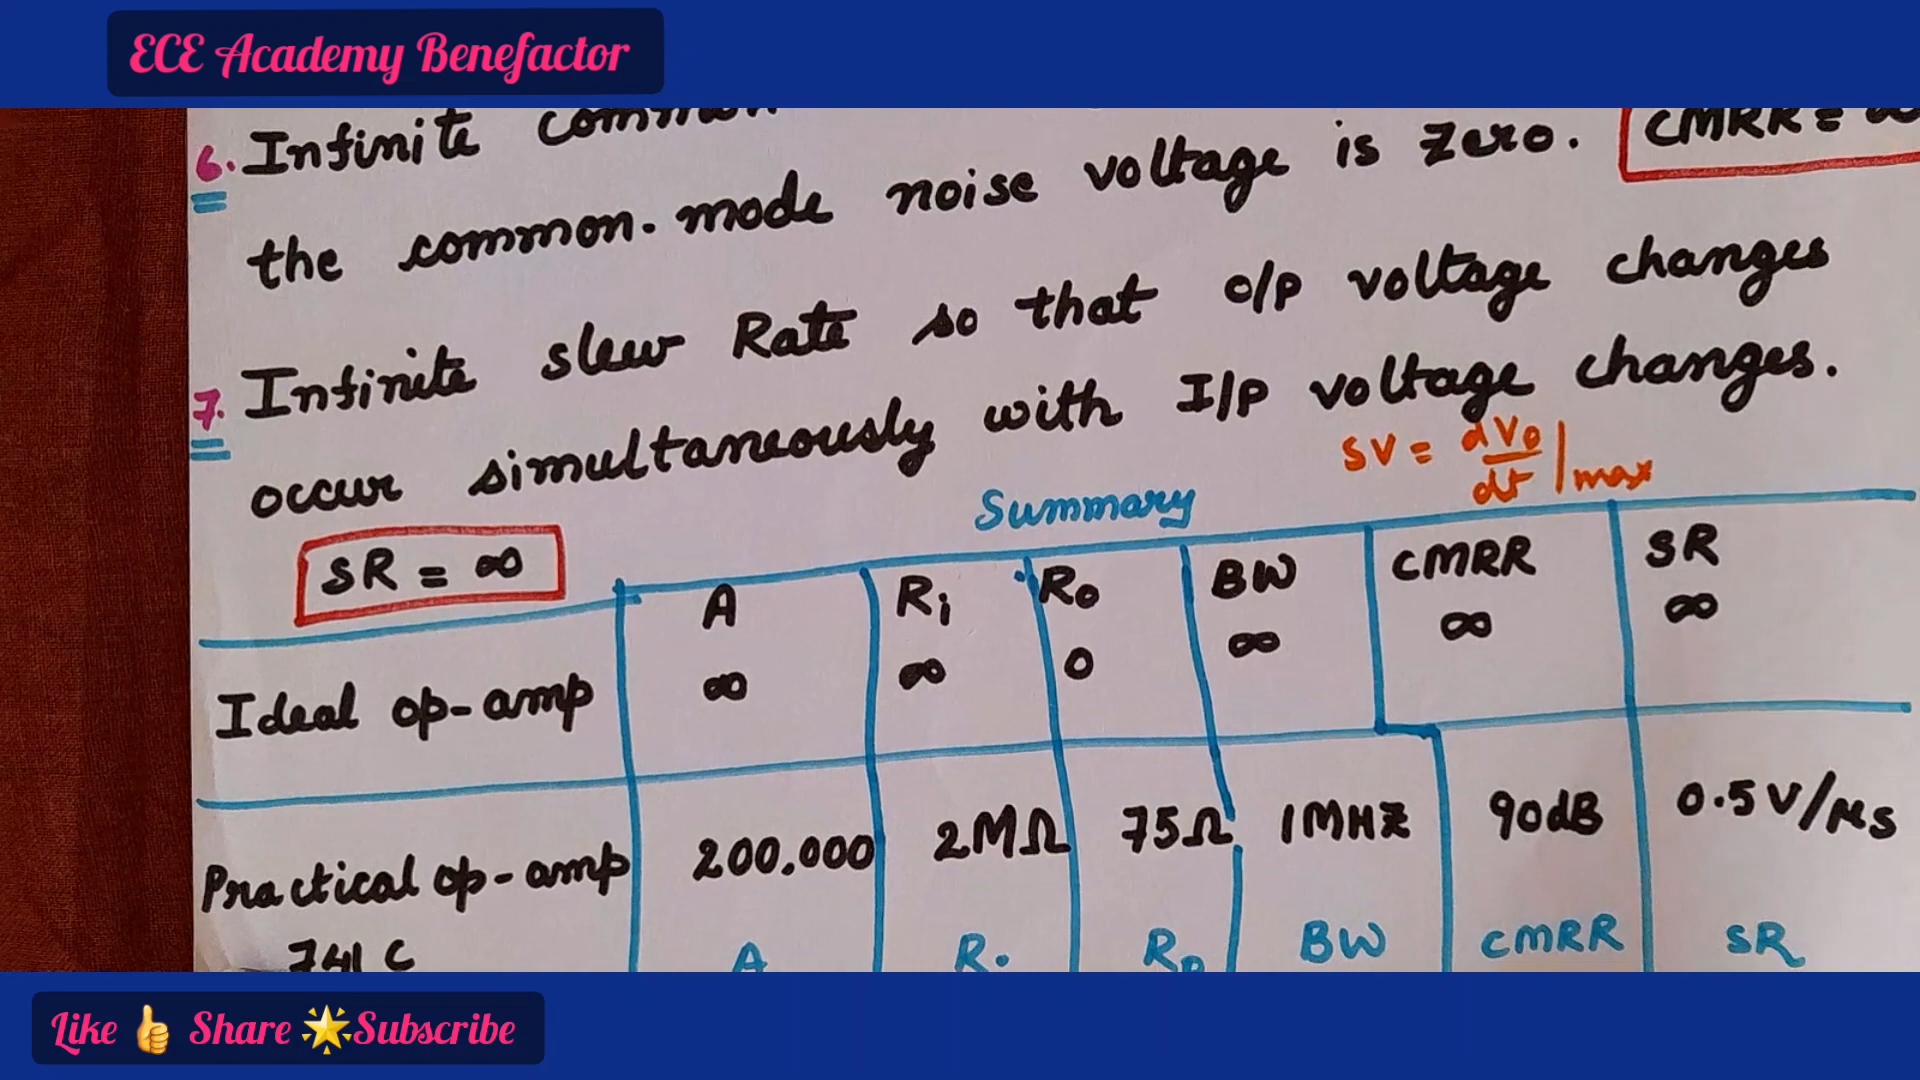 ECE Academy Benefactor
6. Infinite common
the common-mode noise voltage is zero. CMRR = ∞
7. Infinite slew Rate so that o/p voltage changes
occur simultaneously with I/p voltage changes.
SV = dVo/dt |max
SR = ∞
Summary
A Ri Ro BW CMRR SR
Ideal op-amp ∞ ∞ 0 ∞ ∞ ∞
Practical op-amp 200.000 2MΩ 75Ω 1MHZ 90dB 0.5V/μs
741 C A R. Ro BW CMRR SR
Like 👍 Share 🌟Subscribe